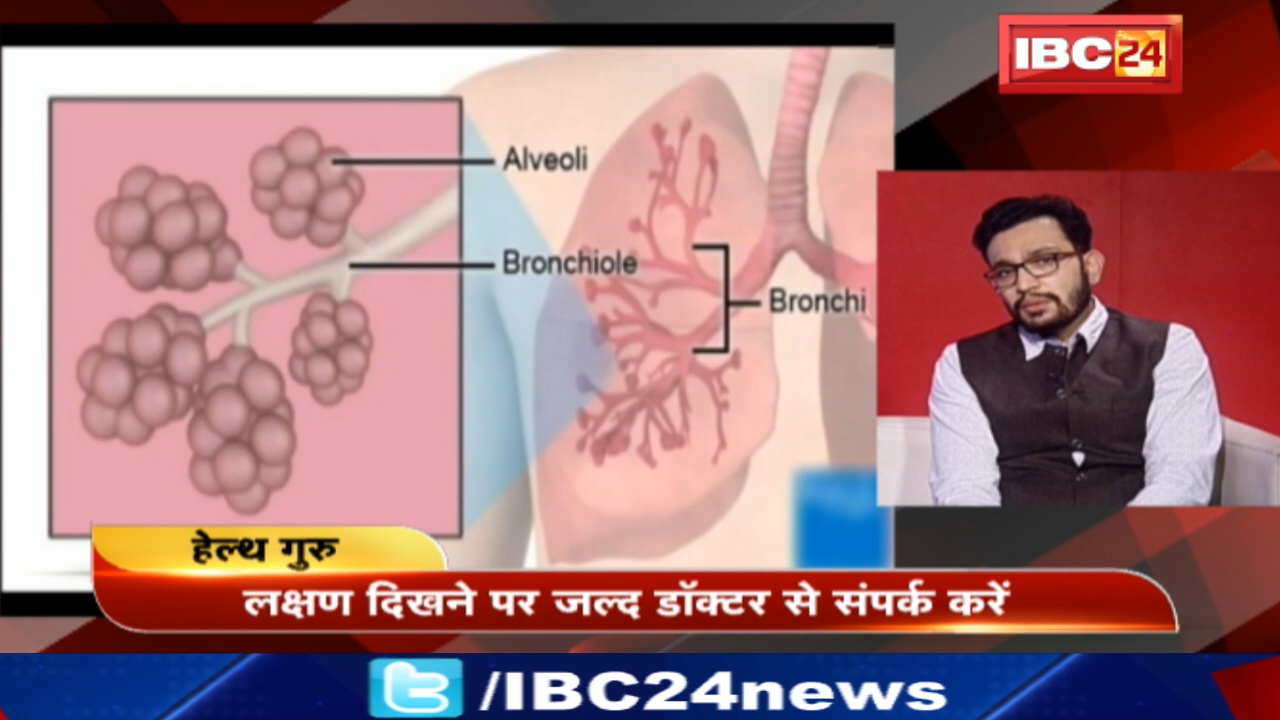 IBC24
Alveoli
Bronchiole
Bronchi
हेल्थ गुरु
लक्षण दिखने पर जल्द डॉक्टर से संपर्क करें
/IBC24news